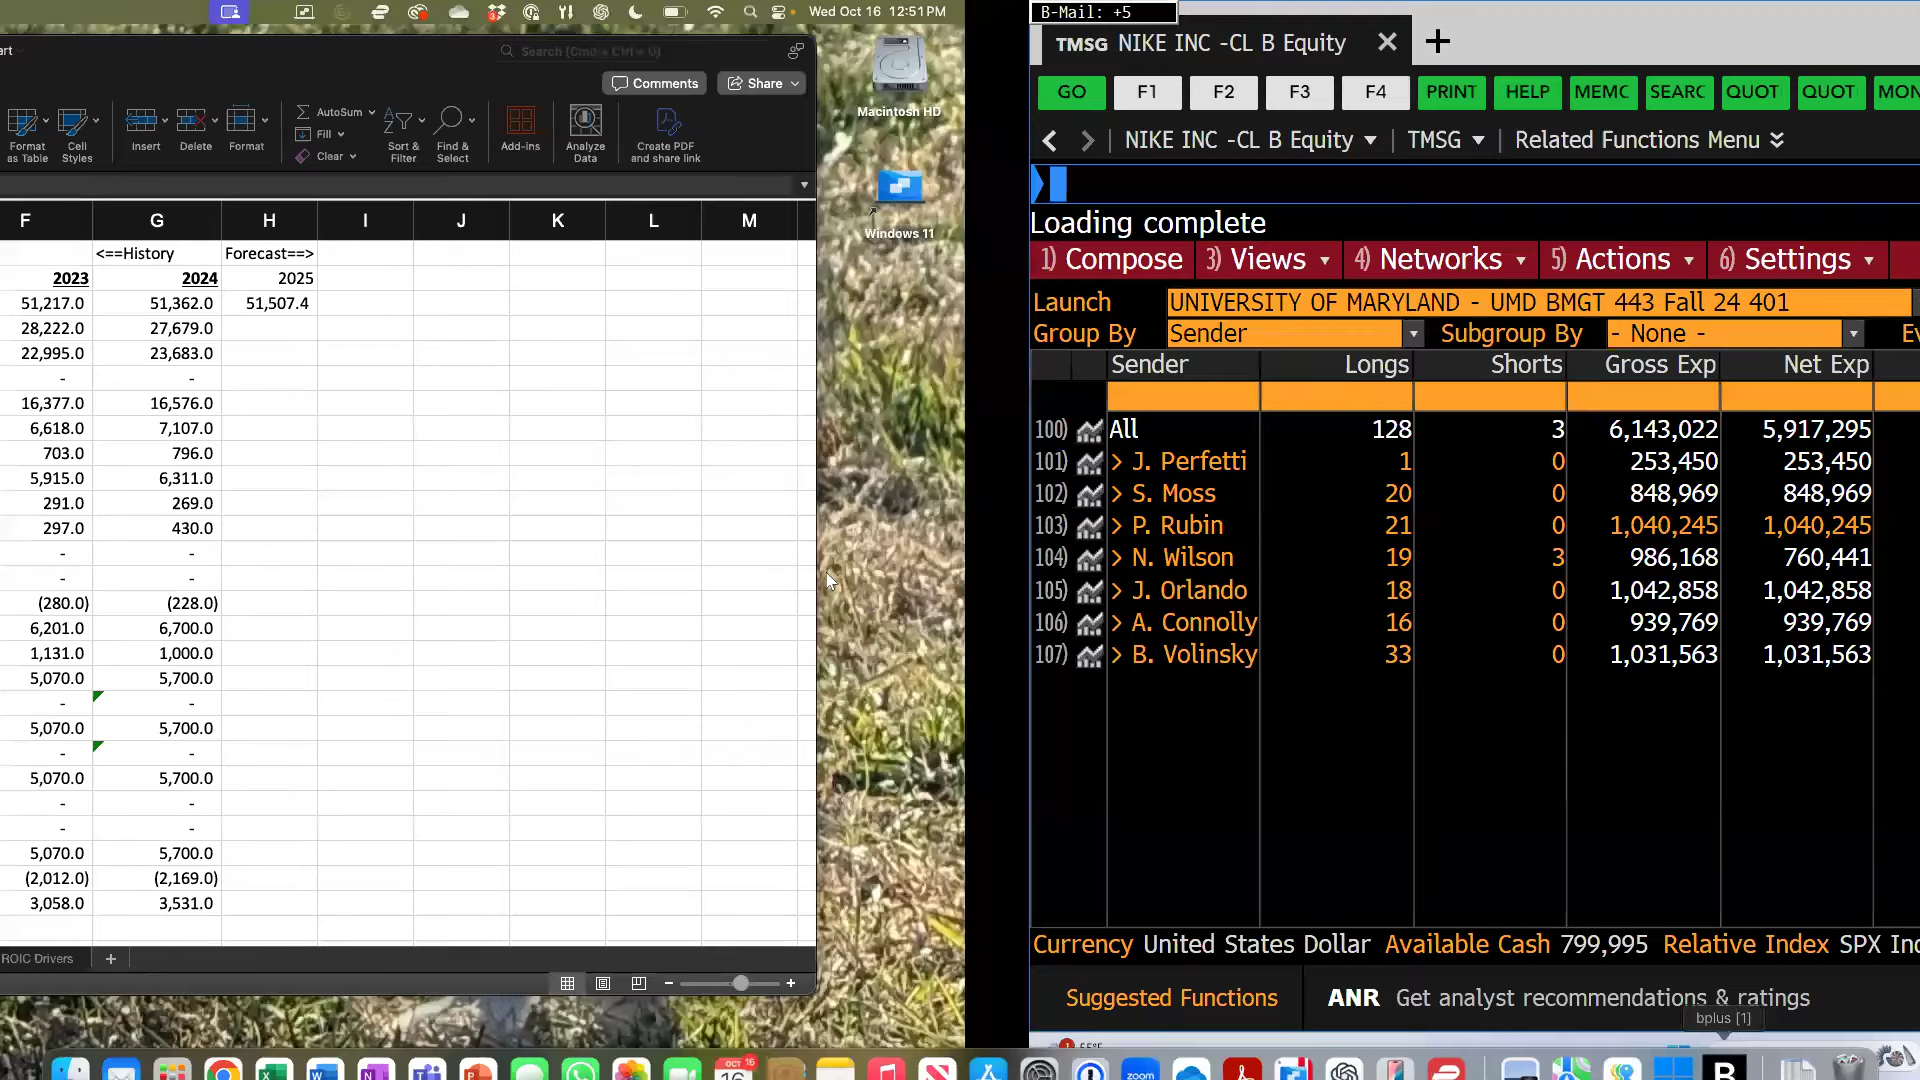 Wed Oct 16 12:51 PM
art
Search (Cmd + Ctrl + U)
Comments
Share
Format as Table
Cell Styles
Insert
Delete
Format
AutoSum
Fill
Clear
Sort & Filter
Find & Select
Add-ins
Analyze Data
Create PDF and share link
F G H I J K L M
<==History Forecast==>
2023 2024 2025
51,217.0 51,362.0 51,507.4
28,222.0 27,679.0
22,995.0 23,683.0
- -
16,377.0 16,576.0
6,618.0 7,107.0
703.0 796.0
5,915.0 6,311.0
291.0 269.0
297.0 430.0
- -
- -
(280.0) (228.0)
6,201.0 6,700.0
1,131.0 1,000.0
5,070.0 5,700.0
- -
5,070.0 5,700.0
- -
5,070.0 5,700.0
- -
- -
5,070.0 5,700.0
(2,012.0) (2,169.0)
3,058.0 3,531.0
ROIC Drivers +
Macintosh HD
Windows 11
B-Mail: +5
TMSG NIKE INC -CL B Equity
GO F1 F2 F3 F4 PRINT HELP MEMC SEARC QUOT QUOT MON
NIKE INC -CL B Equity TMSG Related Functions Menu
Loading complete
1) Compose 3) Views 4) Networks 5) Actions 6) Settings
Launch UNIVERSITY OF MARYLAND - UMD BMGT 443 Fall 24 401
Group By Sender Subgroup By - None - Ev
Sender Longs Shorts Gross Exp Net Exp
100) All 128 3 6,143,022 5,917,295
101) > J. Perfetti 1 0 253,450 253,450
102) > S. Moss 20 0 848,969 848,969
103) > P. Rubin 21 0 1,040,245 1,040,245
104) > N. Wilson 19 3 986,168 760,441
105) > J. Orlando 18 0 1,042,858 1,042,858
106) > A. Connolly 16 0 939,769 939,769
107) > B. Volinsky 33 0 1,031,563 1,031,563
Currency United States Dollar Available Cash 799,995 Relative Index SPX Ind
Suggested Functions ANR Get analyst recommendations & ratings
bplus [1]
55°F
OCT 16
16
zoom
B